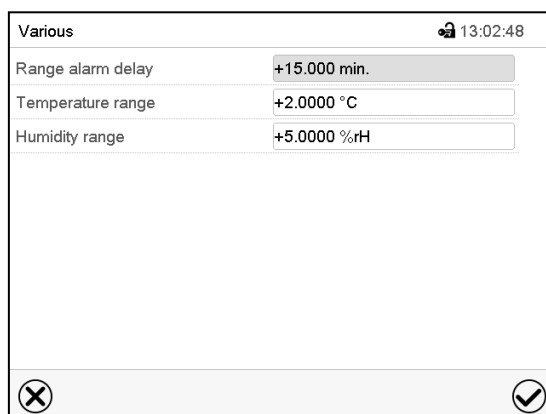 Various 13:02:48
Range alarm delay +15.000 min.
Temperature range +2.0000 °C
Humidity range +5.0000 %rH